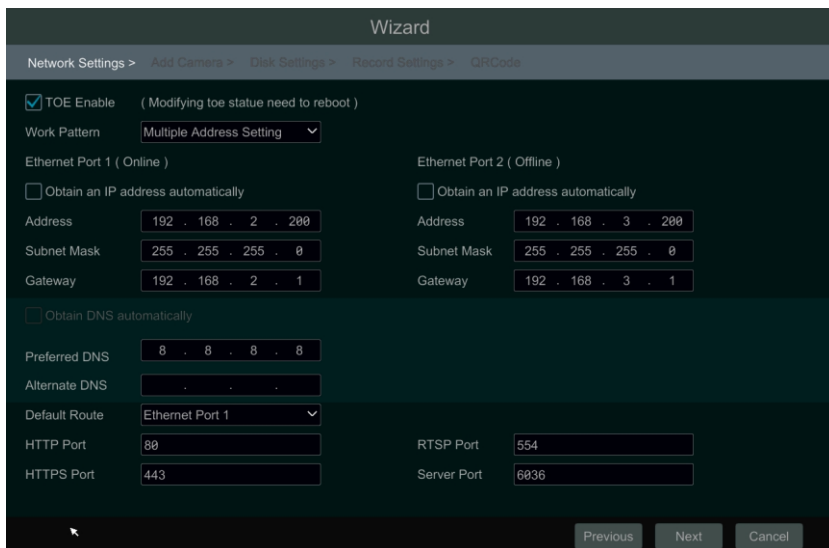 Wizard
Network Settings > Add Camera > Disk Settings > Record Settings > QRCode
TOE Enable ( Modifying toe statue need to reboot )
Work Pattern Multiple Address Setting
Ethernet Port 1 ( Online ) Ethernet Port 2 ( Offline )
Obtain an IP address automatically Obtain an IP address automatically
Address 192 . 168 . 2 . 200 Address 192 . 168 . 3 . 200
Subnet Mask 255 . 255 . 255 . 0 Subnet Mask 255 . 255 . 255 . 0
Gateway 192 . 168 . 2 . 1 Gateway 192 . 168 . 3 . 1
Obtain DNS automatically
Preferred DNS 8 . 8 . 8 . 8
Alternate DNS . . .
Default Route Ethernet Port 1
HTTP Port 80 RTSP Port 554
HTTPS Port 443 Server Port 6036
Previous Next Cancel